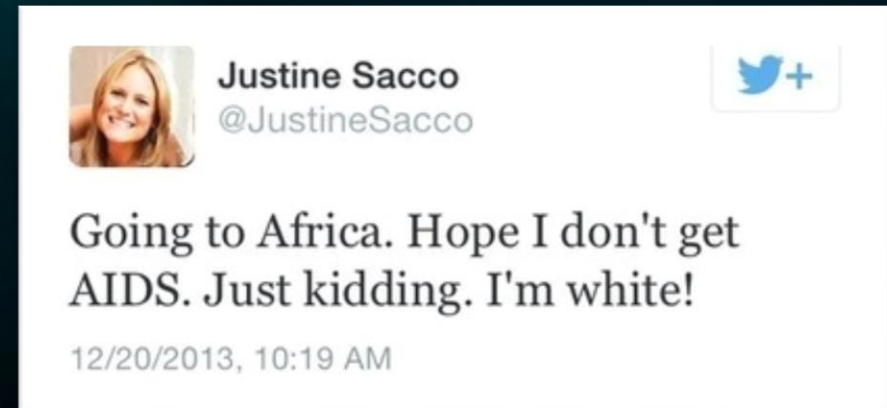 Justine Sacco
@JustineSacco
Going to Africa. Hope I don't get
AIDS. Just kidding. I'm white!
12/20/2013, 10:19 AM